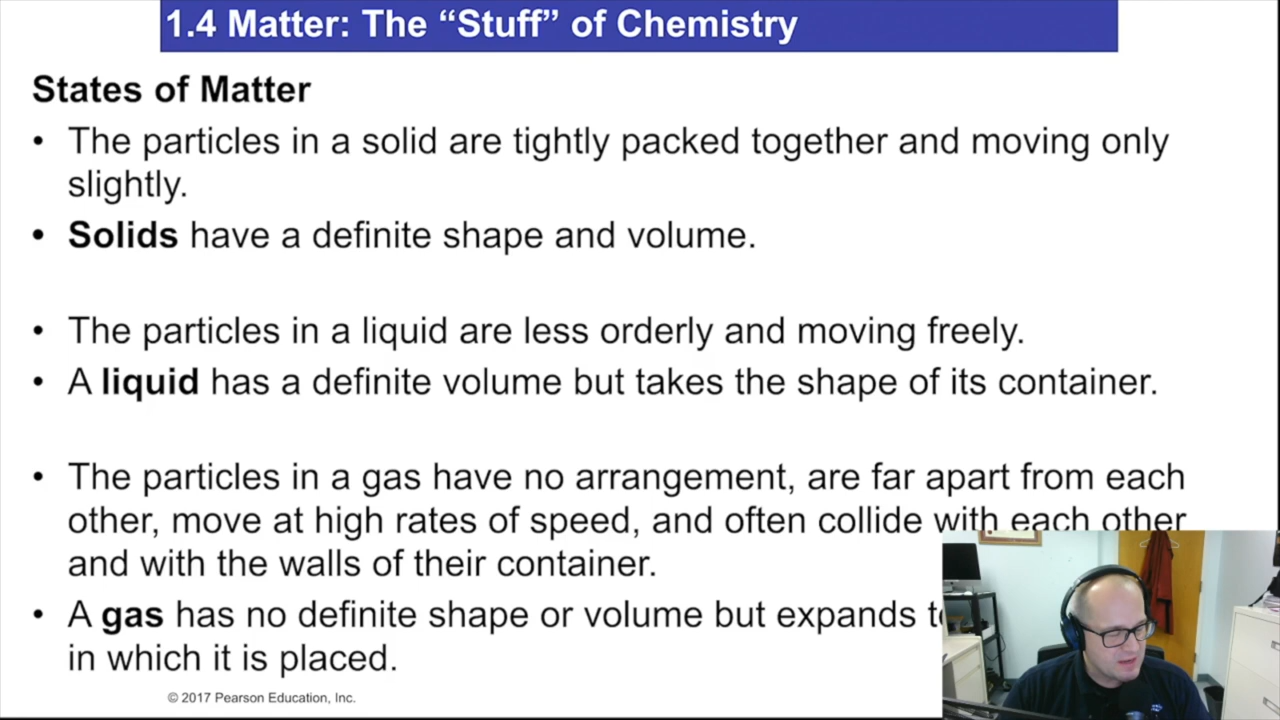 1.4 Matter: The “Stuff” of Chemistry
States of Matter
• The particles in a solid are tightly packed together and moving only
slightly.
• Solids have a definite shape and volume.
• The particles in a liquid are less orderly and moving freely.
• A liquid has a definite volume but takes the shape of its container.
• The particles in a gas have no arrangement, are far apart from each
other, move at high rates of speed, and often collide with each other
and with the walls of their container.
• A gas has no definite shape or volume but expands
in which it is placed.
© 2017 Pearson Education, Inc.